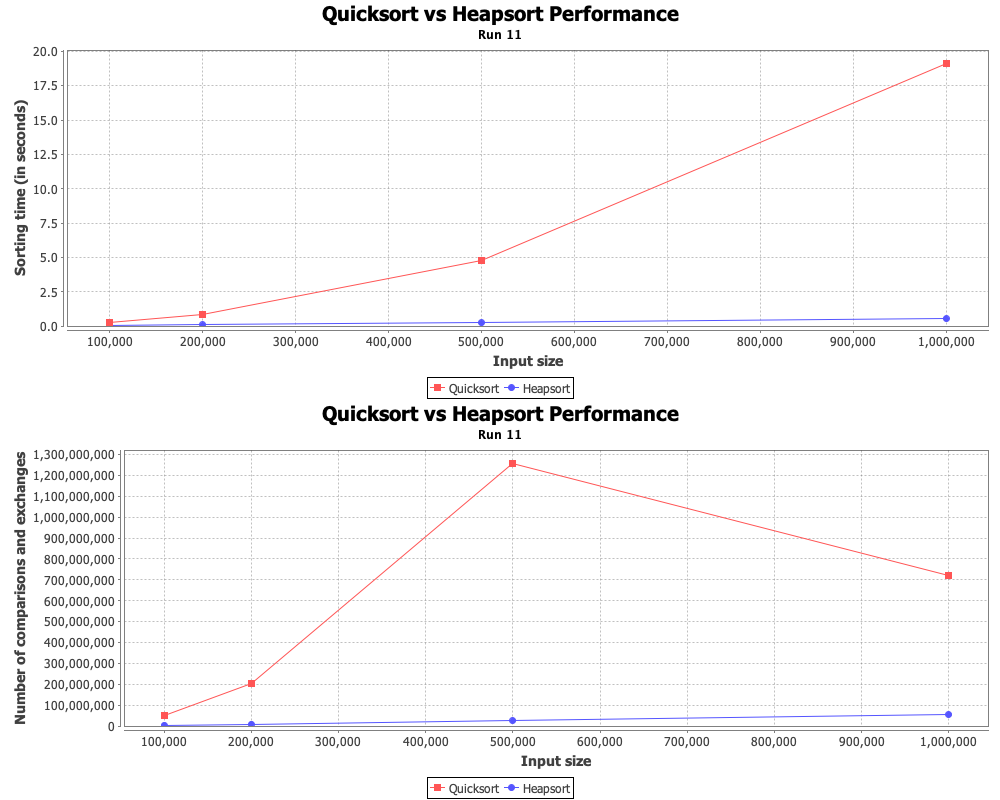 Quicksort vs Heapsort Performance
Run 11
Sorting time (in seconds)
20.0
17.5
15.0
12.5
10.0
7.5
5.0
2.5
0.0
100,000 200,000 300,000 400,000 500,000 600,000 700,000 800,000 900,000 1,000,000
Input size
Quicksort Heapsort
Quicksort vs Heapsort Performance
Run 11
Number of comparisons and exchanges
1,300,000,000
1,200,000,000
1,100,000,000
1,000,000,000
900,000,000
800,000,000
700,000,000
600,000,000
500,000,000
400,000,000
300,000,000
200,000,000
100,000,000
0
100,000 200,000 300,000 400,000 500,000 600,000 700,000 800,000 900,000 1,000,000
Input size
Quicksort Heapsort